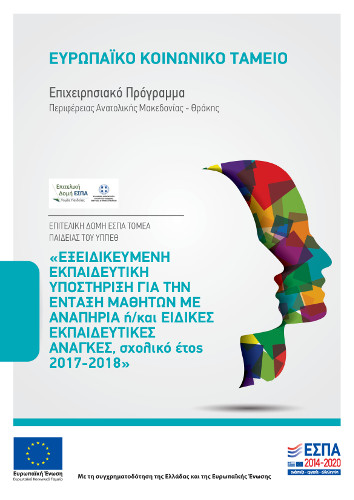 ΕΥΡΩΠΑΪΚΟ ΚΟΙΝΩΝΙΚΟ ΤΑΜΕΙΟ
Επιχειρησιακό Πρόγραμμα
Περιφέρειας Ανατολικής Μακεδονίας - Θράκης
Επιτελική
Δομή ΕΣΠΑ
Τομέα Παιδείας
ΕΠΙΤΕΛΙΚΗ ΔΟΜΗ ΕΣΠΑ ΤΟΜΕΑ
ΠΑΙΔΕΙΑΣ ΤΟΥ ΥΠΠΕΘ
«ΕΞΕΙΔΙΚΕΥΜΕΝΗ
ΕΚΠΑΙΔΕΥΤΙΚΗ
ΥΠΟΣΤΗΡΙΞΗ ΓΙΑ ΤΗΝ
ΕΝΤΑΞΗ ΜΑΘΗΤΩΝ ΜΕ
ΑΝΑΠΗΡΙΑ ή/και ΕΙΔΙΚΕΣ
ΕΚΠΑΙΔΕΥΤΙΚΕΣ
ΑΝΑΓΚΕΣ, σχολικό έτος
2017-2018»
Ευρωπαϊκή Ένωση
Ευρωπαϊκό Κοινωνικό Ταμείο
Με τη συγχρηματοδότηση της Ελλάδας και της Ευρωπαϊκής Ένωσης
ΕΣΠΑ
2014-2020
ανάπτυξη - εργασία - αλληλεγγύη